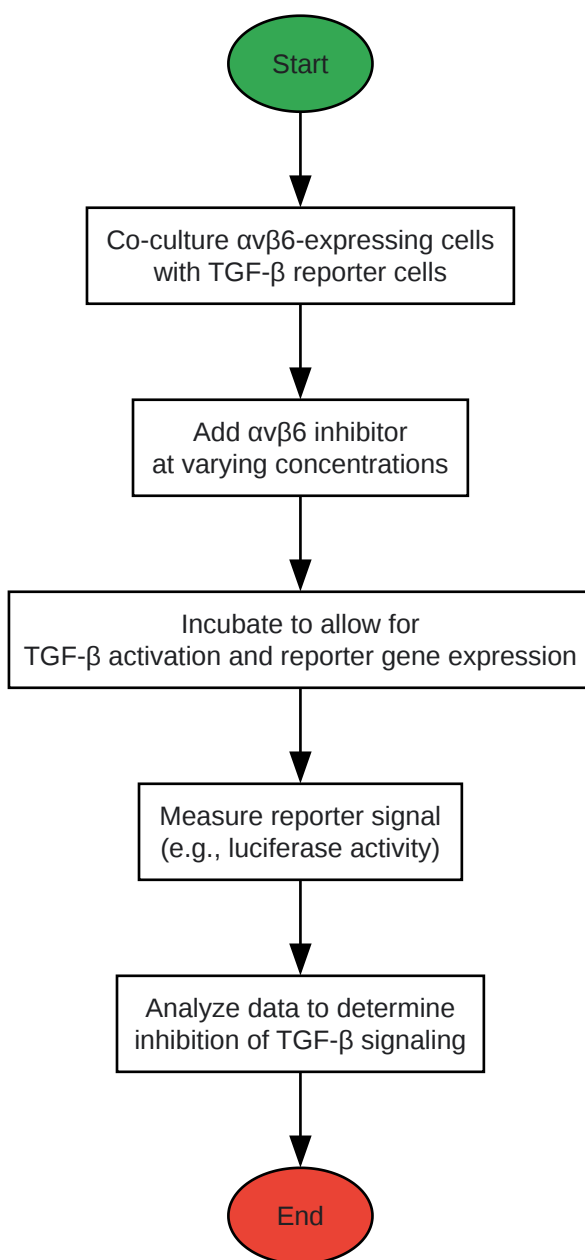 Start
Co-culture αvβ6-expressing cells
with TGF-β reporter cells
Add αvβ6 inhibitor
at varying concentrations
Incubate to allow for
TGF-β activation and reporter gene expression
Measure reporter signal
(e.g., luciferase activity)
Analyze data to determine
inhibition of TGF-β signaling
End